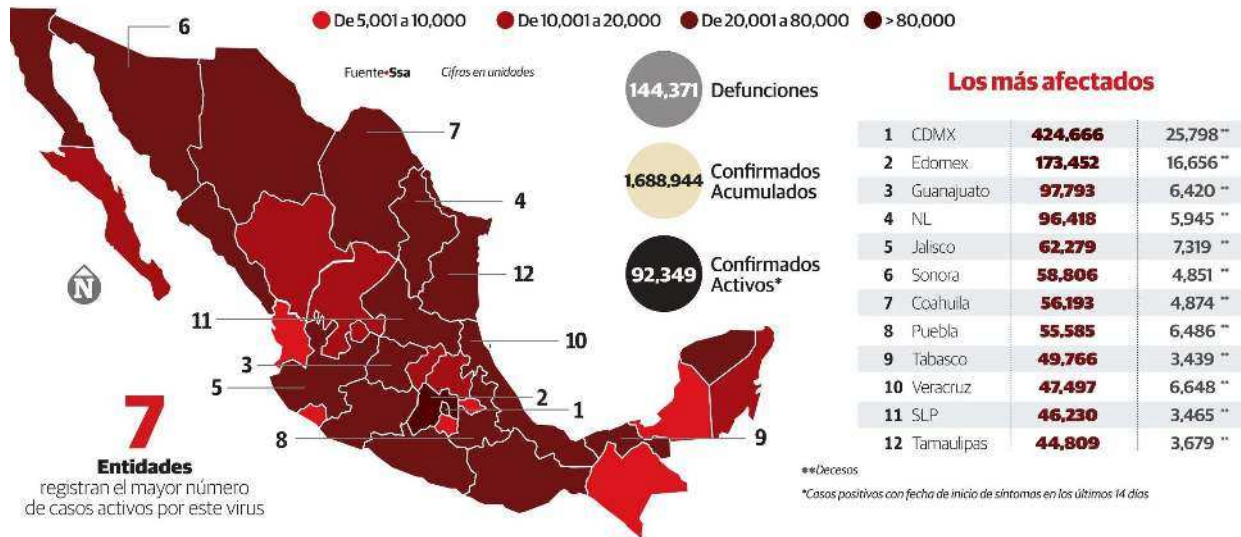 De 5,001 a 10,000
De 10,001 a 20,000
De 20,001 a 80,000
> 80,000
Fuente•Ssa
Cifras en unidades
6
7
4
12
11
10
3
5
2
1
8
9
N
144,371 Defunciones
1,688,944 Confirmados
Acumulados
92,349 Confirmados
Activos*
7
Entidades
registran el mayor número
de casos activos por este virus
Los más afectados
1 CDMX 424,666 25,798**
2 Edomex 173,452 16,656**
3 Guanajuato 97,793 6,420**
4 NL 96,418 5,945**
5 Jalisco 62,279 7,319**
6 Sonora 58,806 4,851**
7 Coahuila 56,193 4,874**
8 Puebla 55,585 6,486**
9 Tabasco 49,766 3,439**
10 Veracruz 47,497 6,648**
11 SLP 46,230 3,465**
12 Tamaulipas 44,809 3,679**
**Decesos
*Casos positivos con fecha de inicio de síntomas en los últimos 14 días